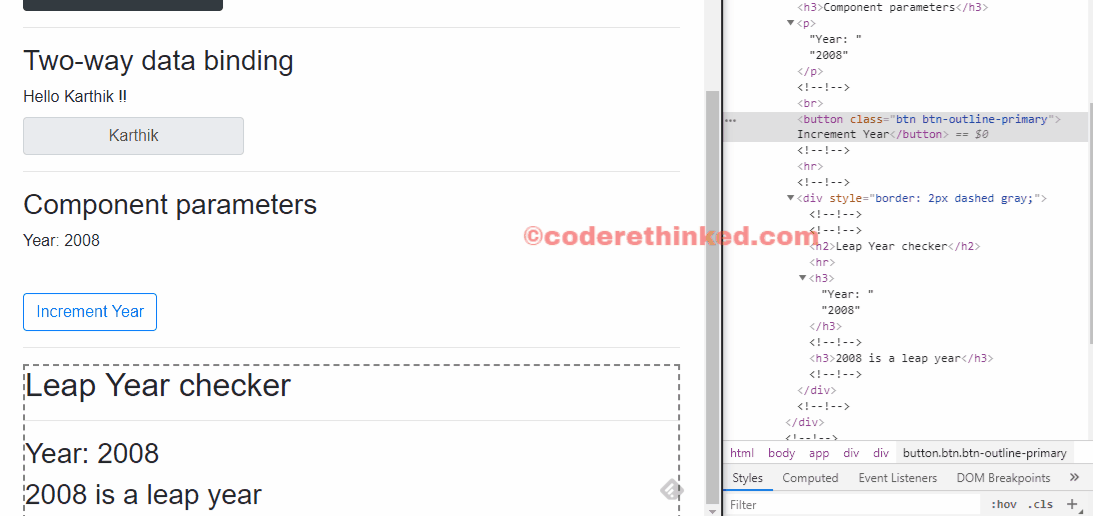 Two-way data binding
Hello Karthik !!
Karthik
Component parameters
Year: 2008
Increment Year
Leap Year checker
Year: 2008
2008 is a leap year
©coderethinked.com
<h3>Component parameters</h3>
<p>
"Year: "
"2008"
</p>
<!--!-->
<br>
<button class="btn btn-outline-primary">
Increment Year</button> == $0
<!--!-->
<hr>
<!--!-->
<div style="border: 2px dashed gray;">
<!--!-->
<!--!-->
<h2>Leap Year checker</h2>
<hr>
<h3>
"Year: "
"2008"
</h3>
<!--!-->
<h3>2008 is a leap year</h3>
<!--!-->
</div>
<!--!-->
</div>
<!--!-->
html body app div div button.btn.btn-outline-primary
Styles Computed Event Listeners DOM Breakpoints »
Filter :hov .cls +